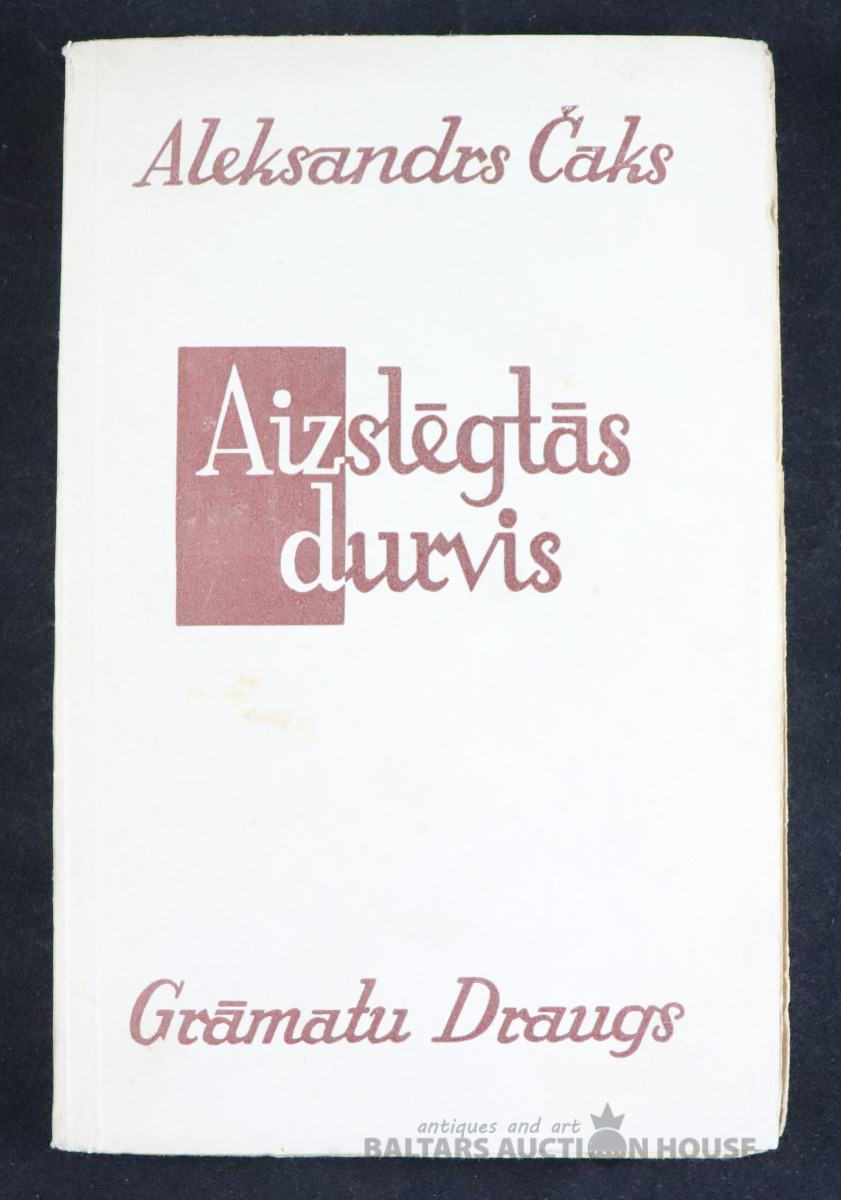 Aleksandrs Čaks
Aizslēgtās
durvis
Grāmatu Draugs
antiques and art
BALTARS AUCTION HOUSE